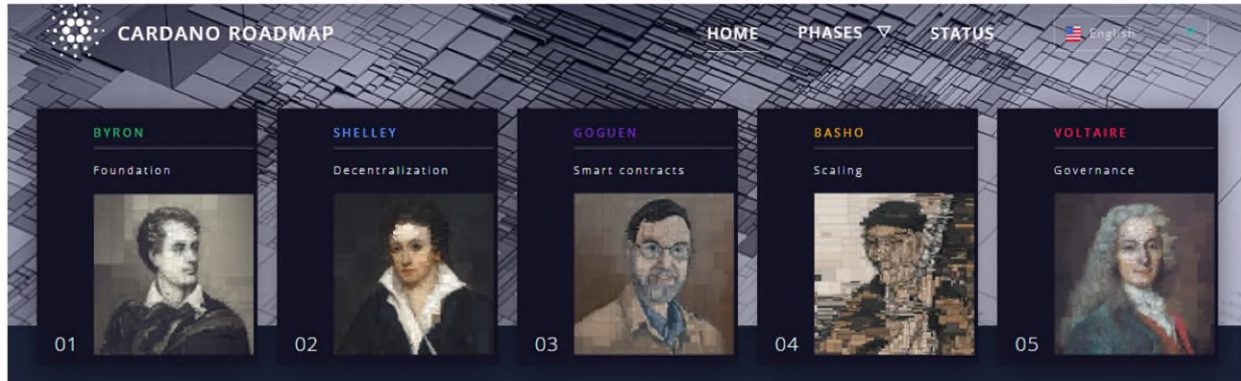 CARDANO ROADMAP
HOME PHASES STATUS English
BYRON
Foundation
01
SHELLEY
Decentralization
02
GOGUEN
Smart contracts
03
BASHO
Scaling
04
VOLTAIRE
Governance
05